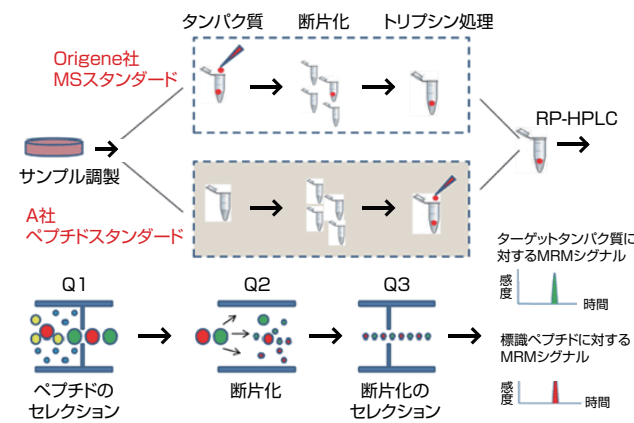 タンパク質
断片化
トリプシン処理
Origene社
MSスタンダード
RP-HPLC
サンプル調製
A社
ペプチドスタンダード
ターゲットタンパク質に
対するMRMシグナル
感度
時間
Q1
Q2
Q3
ペプチドの
セレクション
断片化
断片化の
セレクション
標識ペプチドに対する
MRMシグナル
感度
時間